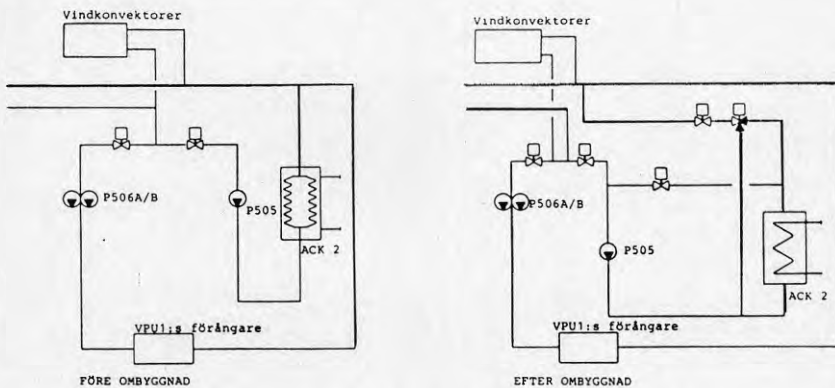 Vindkonvektorer
P506A/B
P505
ACK 2
VPU1:s förångare
FÖRE OMBYGGNAD
Vindkonvektorer
P506A/B
P505
ACK 2
VPU1:s förångare
EFTER OMBYGGNAD